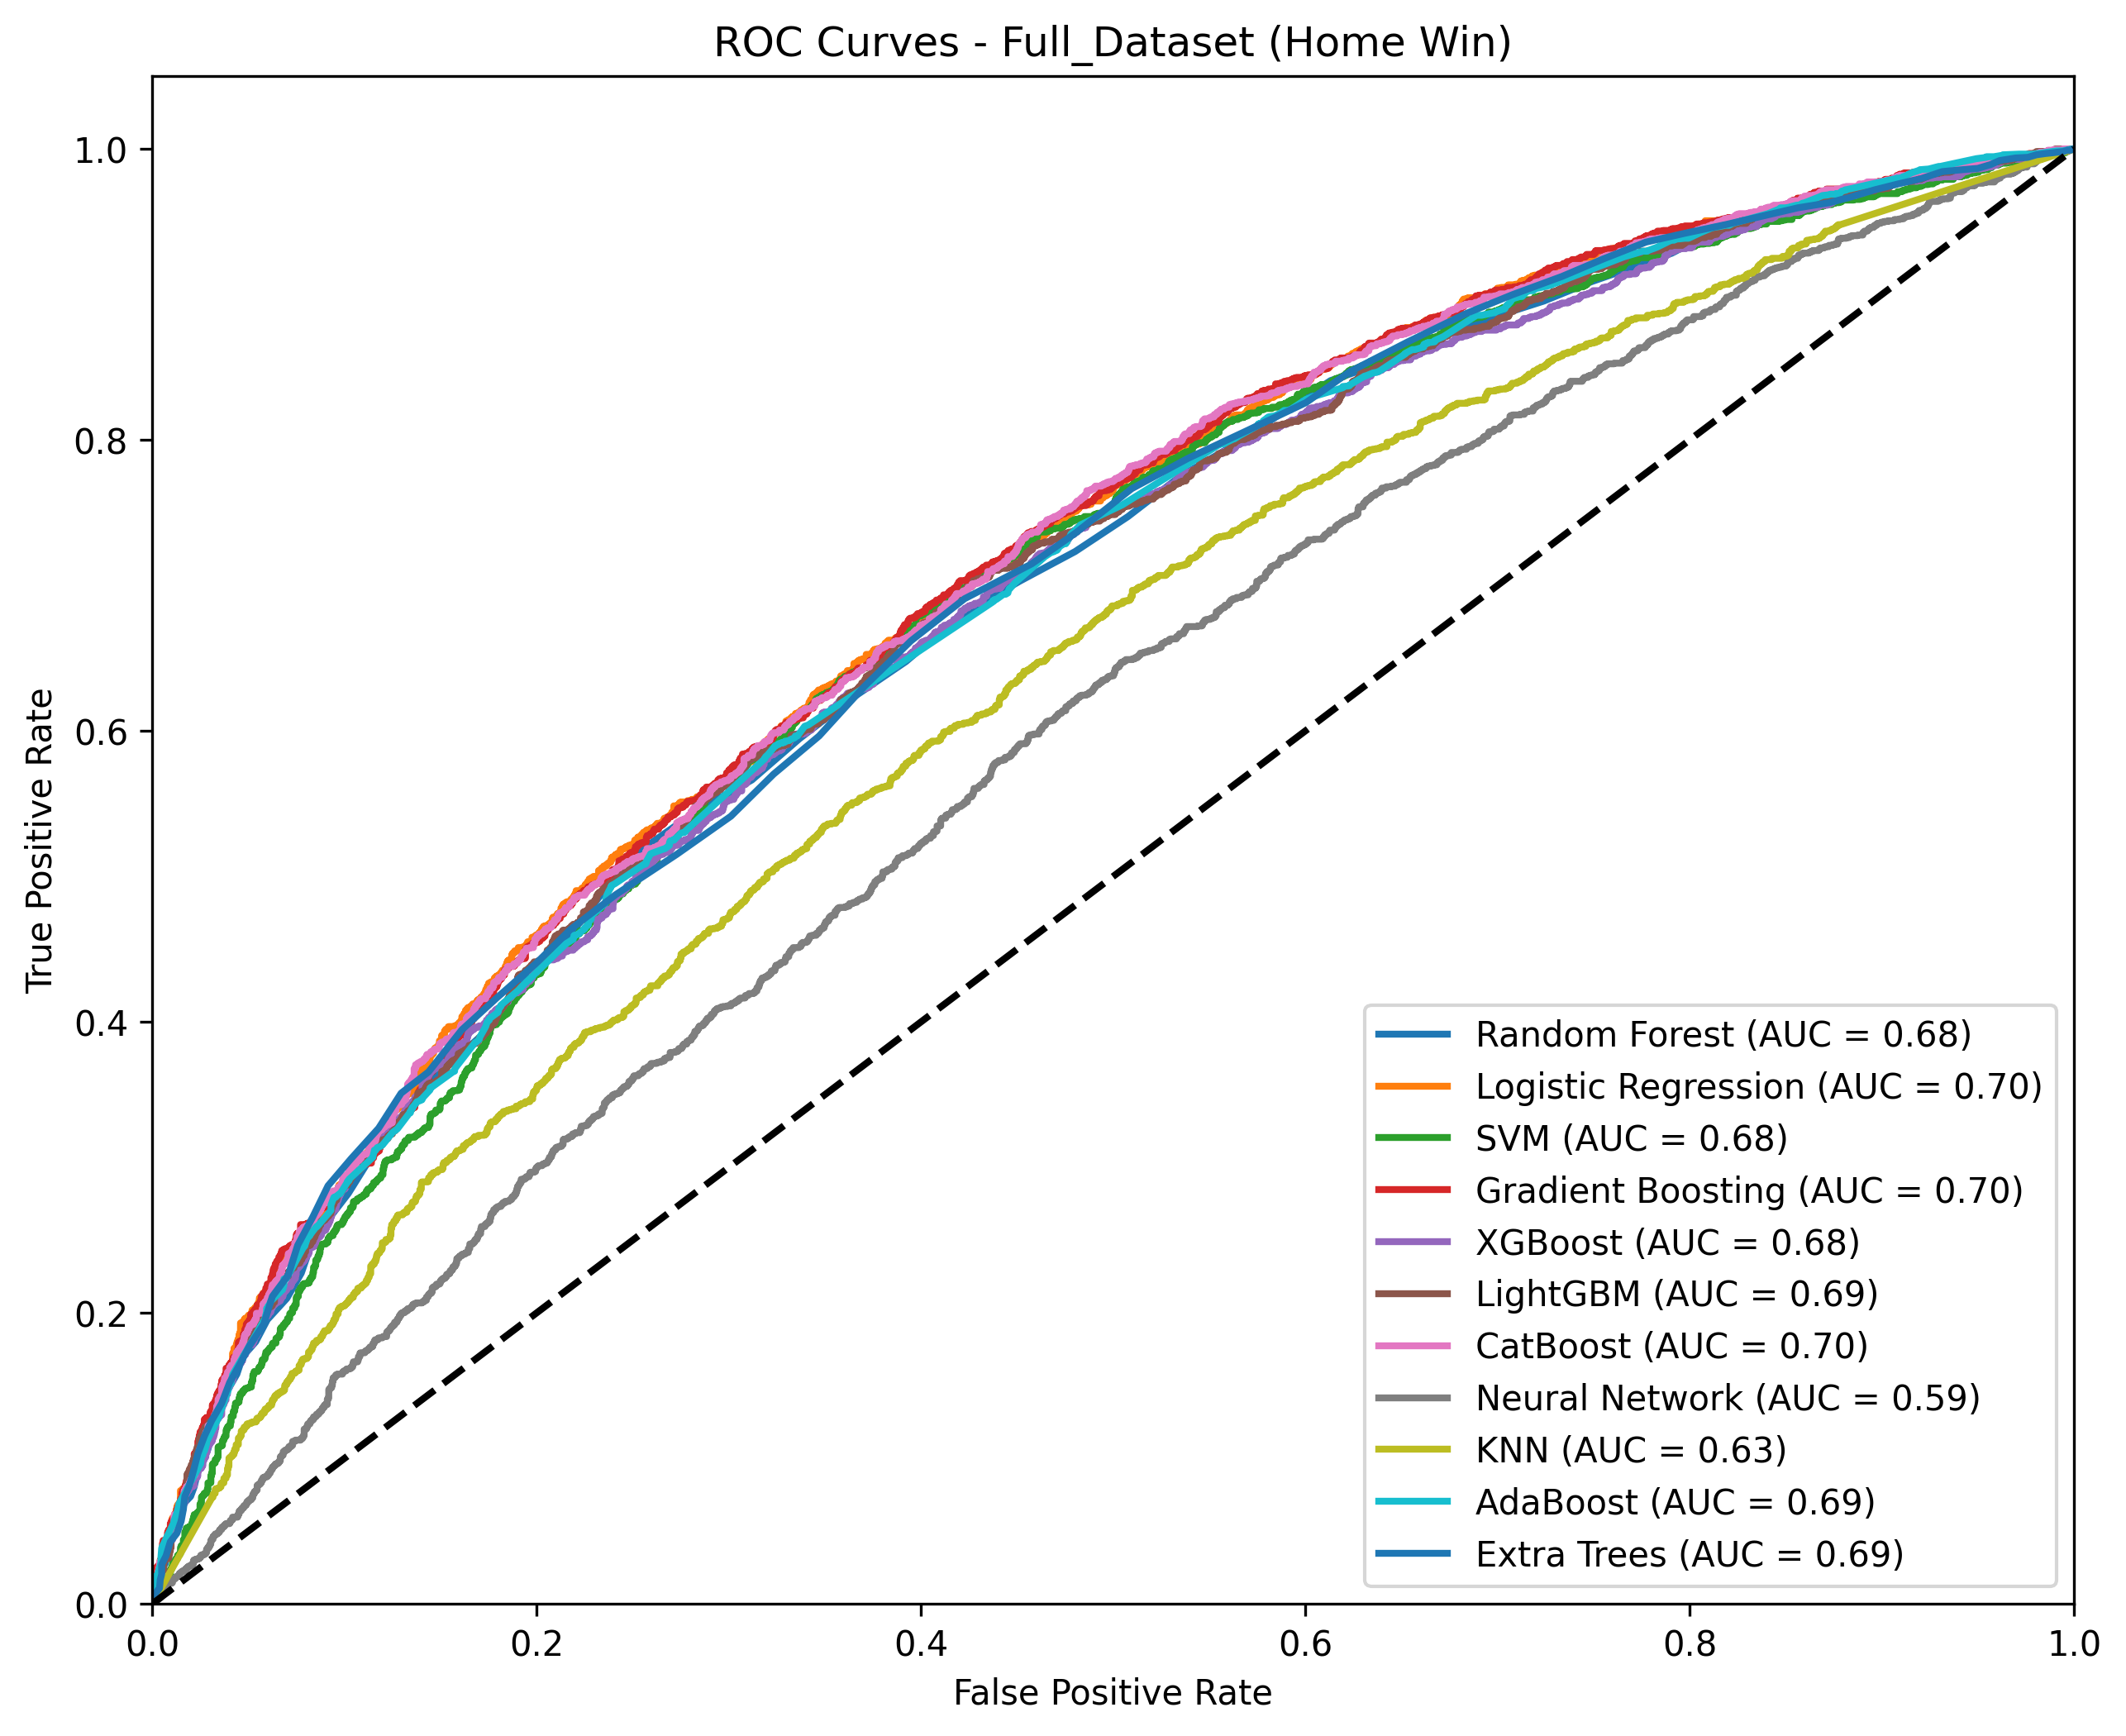 ROC Curves - Full_Dataset (Home Win)
True Positive Rate
1.0
0.8
0.6
0.4
0.2
0.0
Random Forest (AUC = 0.68)
Logistic Regression (AUC = 0.70)
SVM (AUC = 0.68)
Gradient Boosting (AUC = 0.70)
XGBoost (AUC = 0.68)
LightGBM (AUC = 0.69)
CatBoost (AUC = 0.70)
Neural Network (AUC = 0.59)
KNN (AUC = 0.63)
AdaBoost (AUC = 0.69)
Extra Trees (AUC = 0.69)
0.0 0.2 0.4 0.6 0.8 1.0
False Positive Rate